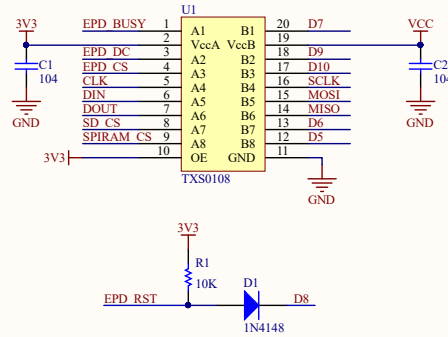 U1
3V3 EPD_BUSY 1 A1 B1 20 D7 VCC
2 VccA VccB 19
EPD_DC 3 A2 B2 18 D9
C1 EPD_CS 4 A3 B3 17 D10 C2
104 CLK 5 A4 B4 16 SCLK 104
DIN 6 A5 B5 15 MOSI
DOUT 7 A6 B6 14 MISO
SD_CS 8 A7 B7 13 D6
GND SPIRAM_CS 9 A8 B8 12 D5 GND
3V3 10 OE GND 11
TXS0108
GND
3V3
R1
10K D1
EPD_RST D8
1N4148